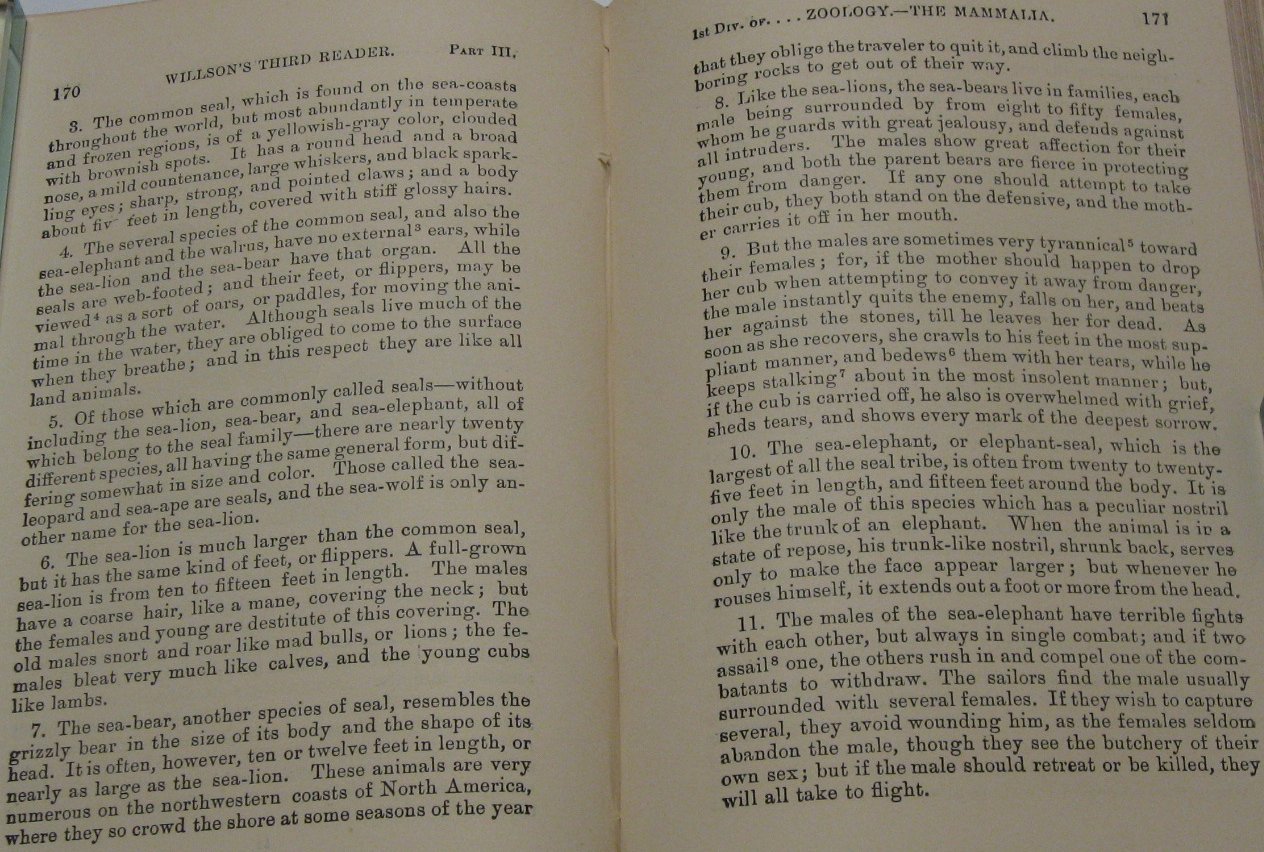 170 WILLSON'S THIRD READER. PART III.
3. The common seal, which is found on the sea-coasts
throughout the world, but most abundantly in temperate
and frozen regions, is of a yellowish-gray color, clouded
with brownish spots. It has a round head and a broad
nose, a mild countenance, large whiskers, and black spark-
ling eyes; sharp, strong, and pointed claws; and a body
about fiv feet in length, covered with stiff glossy hairs.
4. The several species of the common seal, and also the
sea-elephant and the walrus, have no external³ ears, while
the sea-lion and the sea-bear have that organ. All the
seals are web-footed; and their feet, or flippers, may be
viewed⁴ as a sort of oars, or paddles, for moving the ani-
mal through the water. Although seals live much of the
time in the water, they are obliged to come to the surface
when they breathe; and in this respect they are like all
land animals.
5. Of those which are commonly called seals—without
including the sea-lion, sea-bear, and sea-elephant, all of
which belong to the seal family—there are nearly twenty
different species, all having the same general form, but dif-
fering somewhat in size and color. Those called the sea-
leopard and sea-ape are seals, and the sea-wolf is only an-
other name for the sea-lion.
6. The sea-lion is much larger than the common seal,
but it has the same kind of feet, or flippers. A full-grown
sea-lion is from ten to fifteen feet in length. The males
have a coarse hair, like a mane, covering the neck; but
the females and young are destitute of this covering. The
old males snort and roar like mad bulls, or lions; the fe-
males bleat very much like calves, and the young cubs
like lambs.
7. The sea-bear, another species of seal, resembles the
grizzly bear in the size of its body and the shape of its
head. It is often, however, ten or twelve feet in length, or
nearly as large as the sea-lion. These animals are very
numerous on the northwestern coasts of North America,
where they so crowd the shore at some seasons of the year
1st DIV. OF.... ZOOLOGY.—THE MAMMALIA. 171
that they oblige the traveler to quit it, and climb the neigh-
boring rocks to get out of their way.
8. Like the sea-lions, the sea-bears live in families, each
male being surrounded by from eight to fifty females,
whom he guards with great jealousy, and defends against
all intruders. The males show great affection for their
young, and both the parent bears are fierce in protecting
them from danger. If any one should attempt to take
their cub, they both stand on the defensive, and the moth-
er carries it off in her mouth.
9. But the males are sometimes very tyrannical⁵ toward
their females; for, if the mother should happen to drop
her cub when attempting to convey it away from danger,
the male instantly quits the enemy, falls on her, and beats
her against the stones, till he leaves her for dead. As
soon as she recovers, she crawls to his feet in the most sup-
pliant manner, and bedews⁶ them with her tears, while he
keeps stalking⁷ about in the most insolent manner; but,
if the cub is carried off, he also is overwhelmed with grief,
sheds tears, and shows every mark of the deepest sorrow.
10. The sea-elephant, or elephant-seal, which is the
largest of all the seal tribe, is often from twenty to twenty-
five feet in length, and fifteen feet around the body. It is
only the male of this species which has a peculiar nostril
like the trunk of an elephant. When the animal is in a
state of repose, his trunk-like nostril, shrunk back, serves
only to make the face appear larger; but whenever he
rouses himself, it extends out a foot or more from the head.
11. The males of the sea-elephant have terrible fights
with each other, but always in single combat; and if two
assail⁸ one, the others rush in and compel one of the com-
batants to withdraw. The sailors find the male usually
surrounded with several females. If they wish to capture
several, they avoid wounding him, as the females seldom
abandon the male, though they see the butchery of their
own sex; but if the male should retreat or be killed, they
will all take to flight.